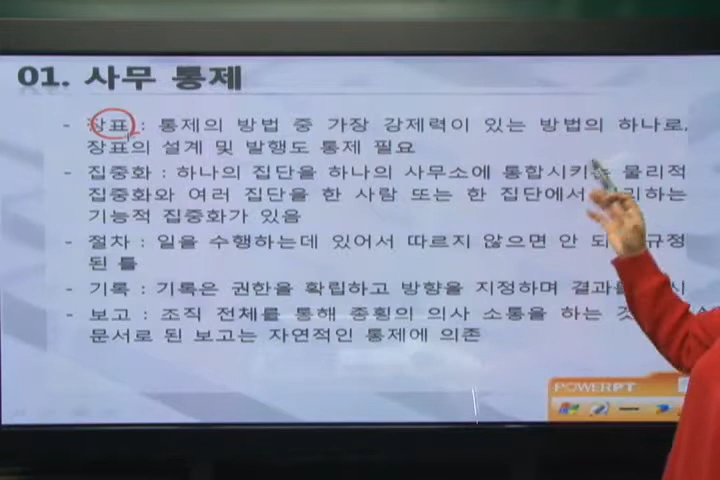 01. 사무 통제
- 장표 : 통제의 방법 중 가장 강제력이 있는 방법의 하나로,
장표의 설계 및 발행도 통제 필요
- 집중화 : 하나의 집단을 하나의 사무소에 통합시키는 물리적
집중화와 여러 집단을 한 사람 또는 한 집단에서
기능적 집중화가 있음
- 절차 : 일을 수행하는데 있어서 따르지 않으면 안 규정
된 틀
- 기록 : 기록은 권한을 확립하고 방향을 지정하며
- 보고 : 조직 전체를 통해 종횡의 의사 소통을 하는
문서로 된 보고는 자연적인 통제에 의존
POWERPT